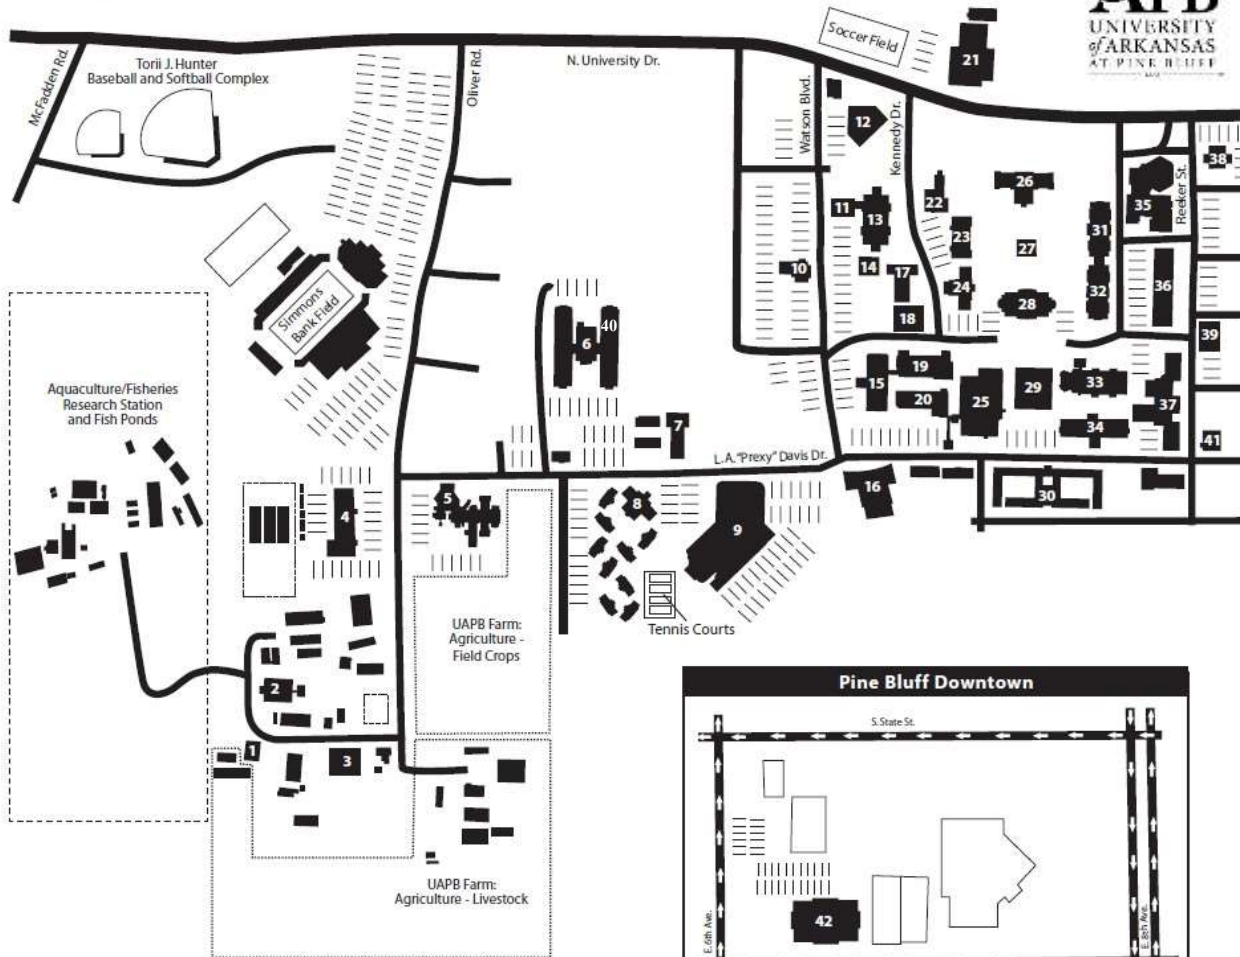 APB
UNIVERSITY
of ARKANSAS
AT PINE BLUFF
Soccer Field
21
McFadden Rd.
Torii J. Hunter
Baseball and Softball Complex
Oliver Rd.
N. University Dr.
Watson Blvd.
12
Kennedy Dr.
38
26
Reeker St.
35
22
11
13
23
31
27
10
14
17
24
32
36
28
18
39
Simmons
Bank Field
40
6
19
15
20
25
29
33
37
34
41
7
L.A. "Prexy" Davis Dr.
Aquaculture/Fisheries
Research Station
and Fish Ponds
5
4
8
9
16
30
Tennis Courts
UAPB Farm:
Agriculture -
Field Crops
2
1
3
UAPB Farm:
Agriculture - Livestock
Pine Bluff Downtown
S. State St.
42
E. 6th Ave.
E. 8th Ave.